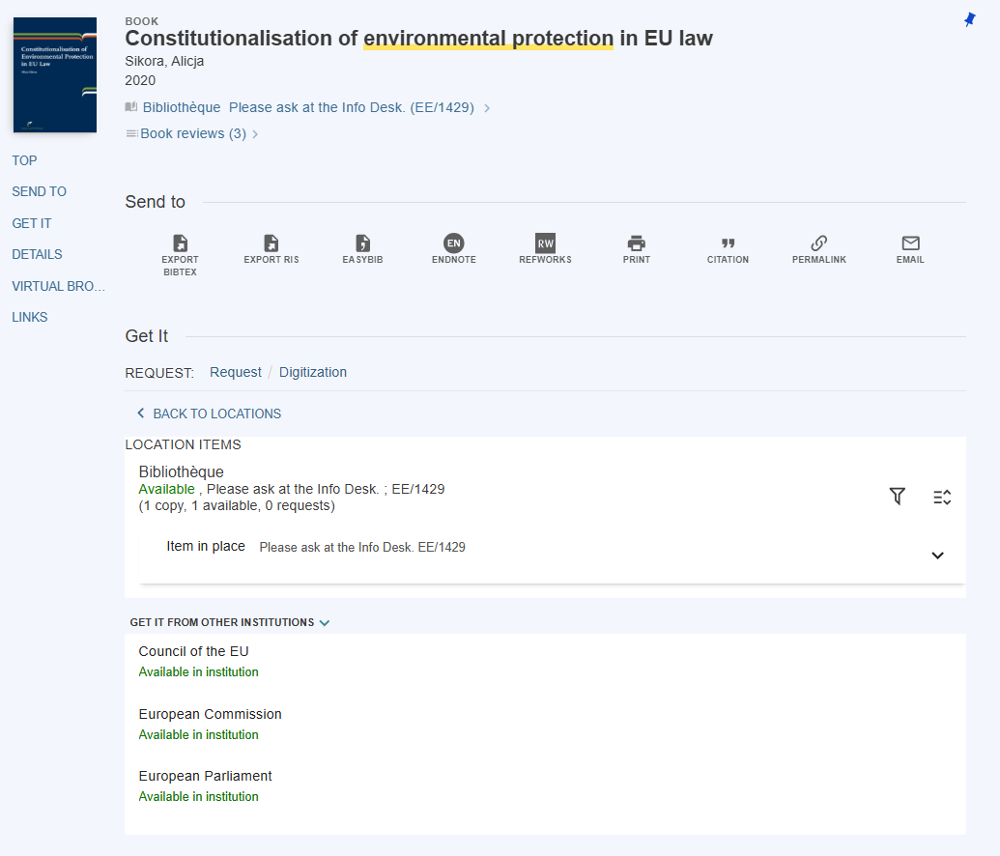 BOOK
Constitutionalisation of environmental protection in EU law
Sikora, Alicja
2020
Bibliothèque Please ask at the Info Desk. (EE/1429)
Book reviews (3)
Constitutionalisation of
Environmental Protection
in EU Law
TOP
SEND TO
GET IT
DETAILS
VIRTUAL BRO...
LINKS
Send to
EXPORT BIBTEX
EXPORT RIS
EASYBIB
EN
ENDNOTE
RW
REFWORKS
PRINT
CITATION
PERMALINK
EMAIL
Get It
REQUEST: Request / Digitization
BACK TO LOCATIONS
LOCATION ITEMS
Bibliothèque
Available , Please ask at the Info Desk. ; EE/1429
(1 copy, 1 available, 0 requests)
Item in place Please ask at the Info Desk. EE/1429
GET IT FROM OTHER INSTITUTIONS
Council of the EU
Available in institution
European Commission
Available in institution
European Parliament
Available in institution